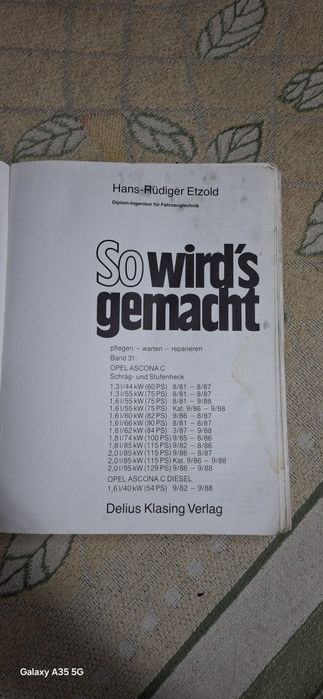 Hans-Rüdiger Etzold
Diplom-Ingenieur für Fahrzeugtechnik
So wird's
gemacht
pflegen – warten – reparieren
Band 31:
OPEL ASCONA C
Schräg- und Stufenheck
1,3 l/44 kW (60 PS) 8/81 – 8/87
1,3 l/55 kW (75 PS) 8/81 – 8/87
1,6 l/55 kW (75 PS) 8/81 – 9/88
1,6 l/55 kW (75 PS) Kat. 9/86 – 9/88
1,6 l/60 kW (82 PS) 9/86 – 8/87
1,6 l/66 kW (90 PS) 8/81 – 8/87
1,8 l/62 kW (84 PS) 3/87 – 9/88
1,8 l/74 kW (100 PS) 9/85 – 8/86
1,8 l/85 kW (115 PS) 9/82 – 8/86
2,0 l/85 kW (115 PS) 9/86 – 8/87
2,0 l/85 kW (115 PS) Kat. 9/86 – 9/88
2,0 l/95 kW (129 PS) 9/86 – 9/88
OPEL ASCONA C DIESEL
1,6 l/40 kW (54 PS) 9/82 – 9/88
Delius Klasing Verlag
Galaxy A35 5G